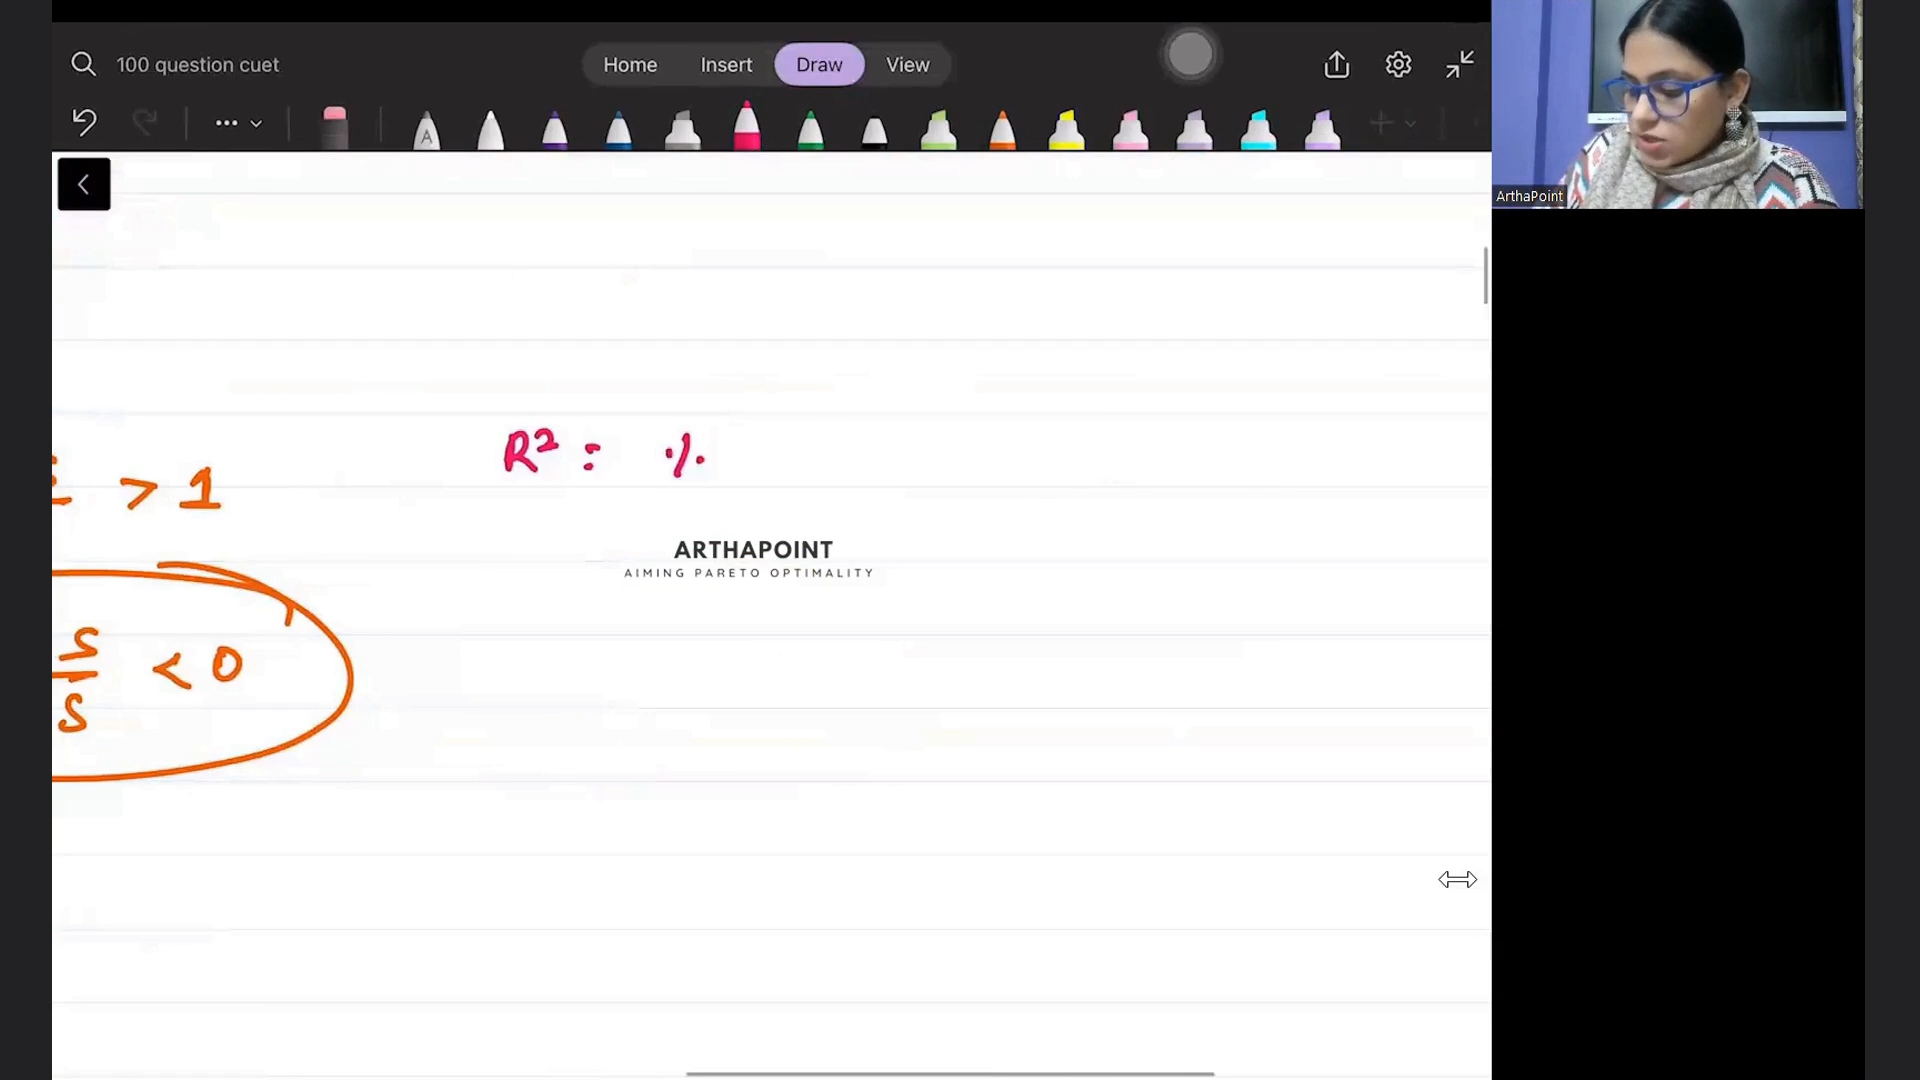 100 question cuet
Home Insert Draw View
A
ArthaPoint
R² : %
> 1
ARTHAPOINT
AIMING PARETO OPTIMALITY
S
S
< 0